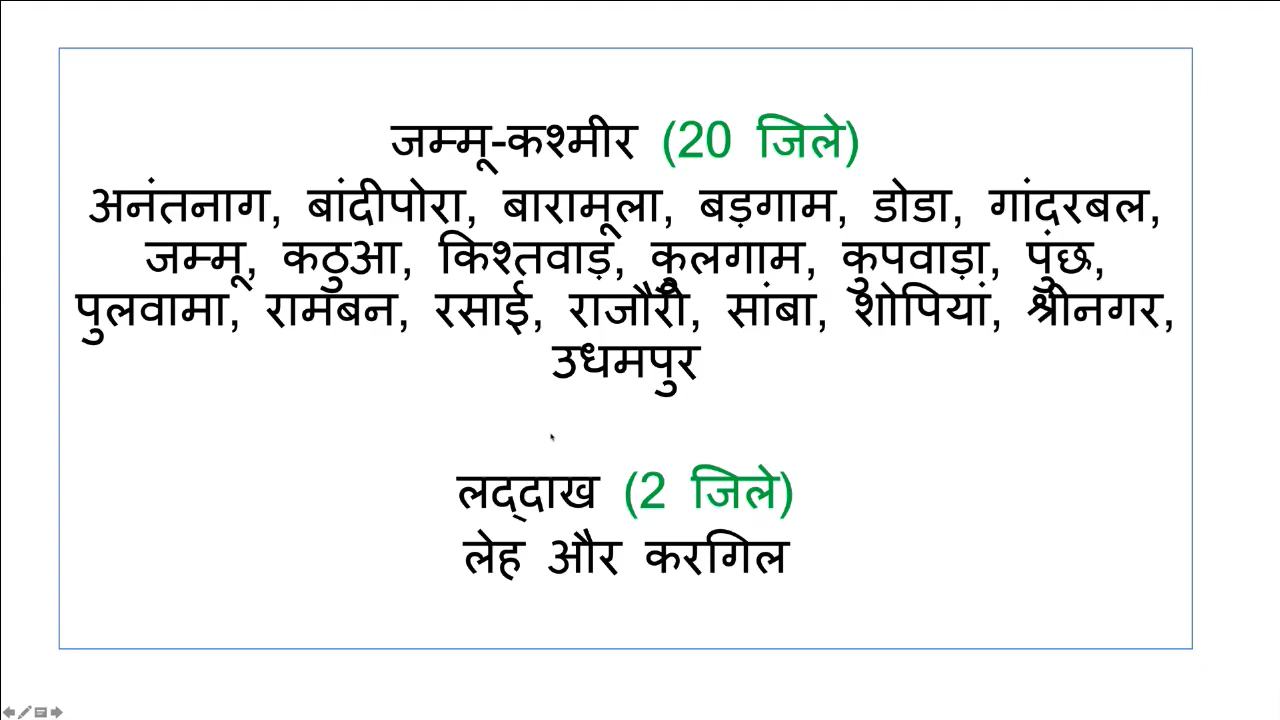 जम्मू-कश्मीर (20 जिले)
अनंतनाग, बांदीपोरा, बारामूला, बड़गाम, डोडा, गांदरबल,
जम्मू, कठुआ, किश्तवाड़, कुलगाम, कुपवाड़ा, पुंछ,
पुलवामा, रामबन, रसाई, राजौरी, सांबा, शोपियां, श्रीनगर,
उधमपुर
लद्दाख (2 जिले)
लेह और करगिल